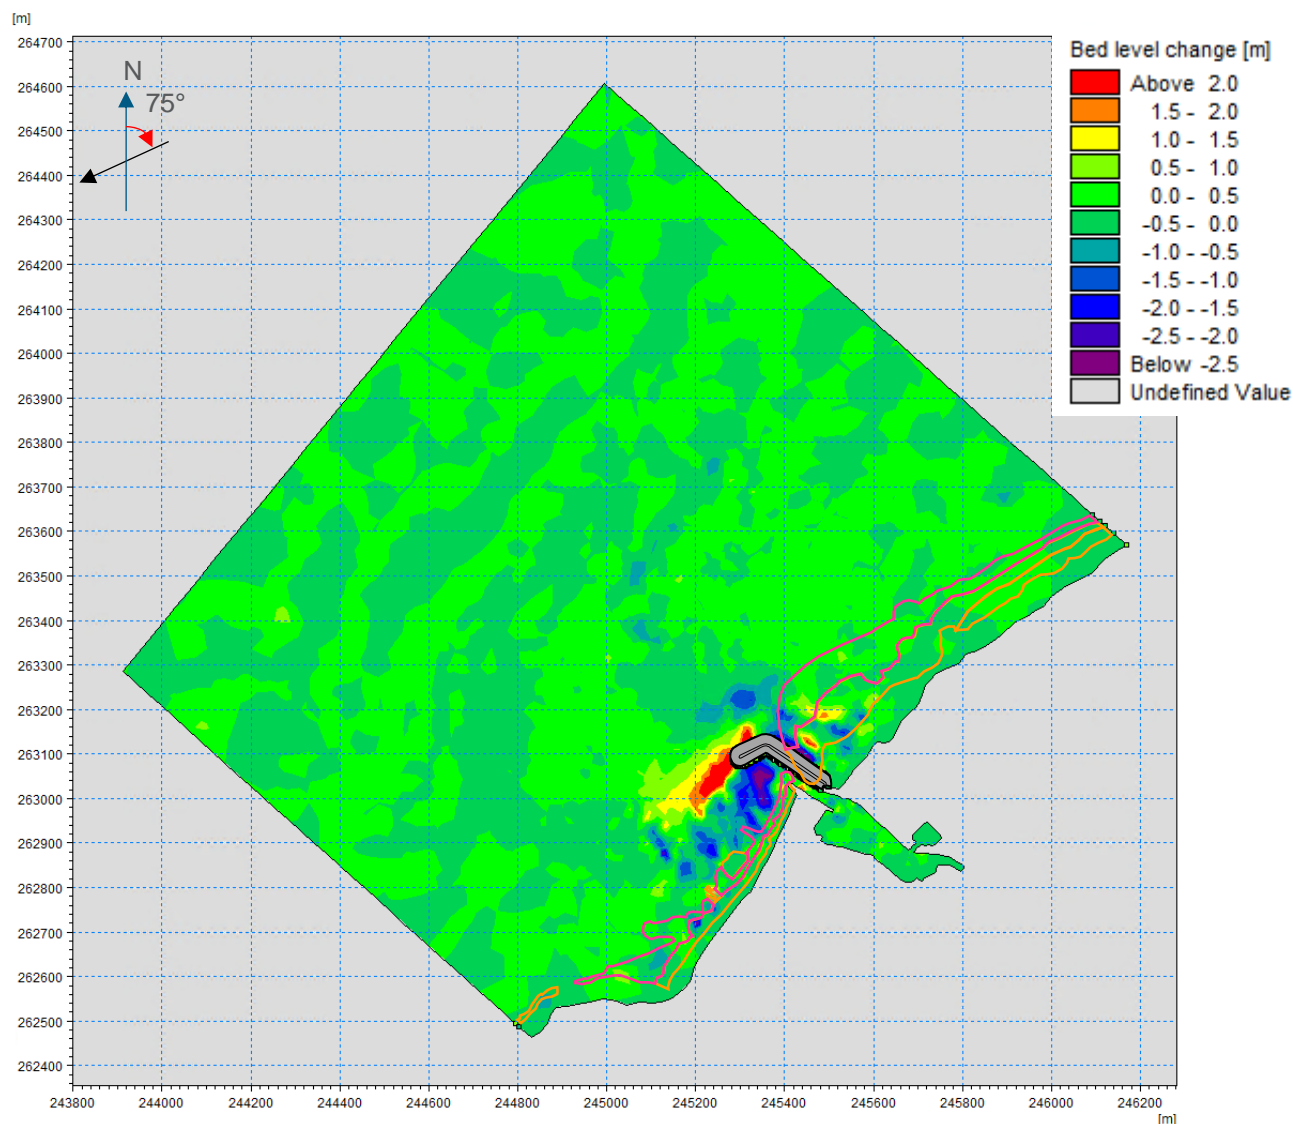 [m]
264700
264600
264500
264400
264300
264200
264100
264000
263900
263800
263700
263600
263500
263400
263300
263200
263100
263000
262900
262800
262700
262600
262500
262400
N
75°
Bed level change [m]
Above 2.0
1.5 - 2.0
1.0 - 1.5
0.5 - 1.0
0.0 - 0.5
-0.5 - 0.0
-1.0 - -0.5
-1.5 - -1.0
-2.0 - -1.5
-2.5 - -2.0
Below -2.5
Undefined Value
243800 244000 244200 244400 244600 244800 245000 245200 245400 245600 245800 246000 246200
[m]